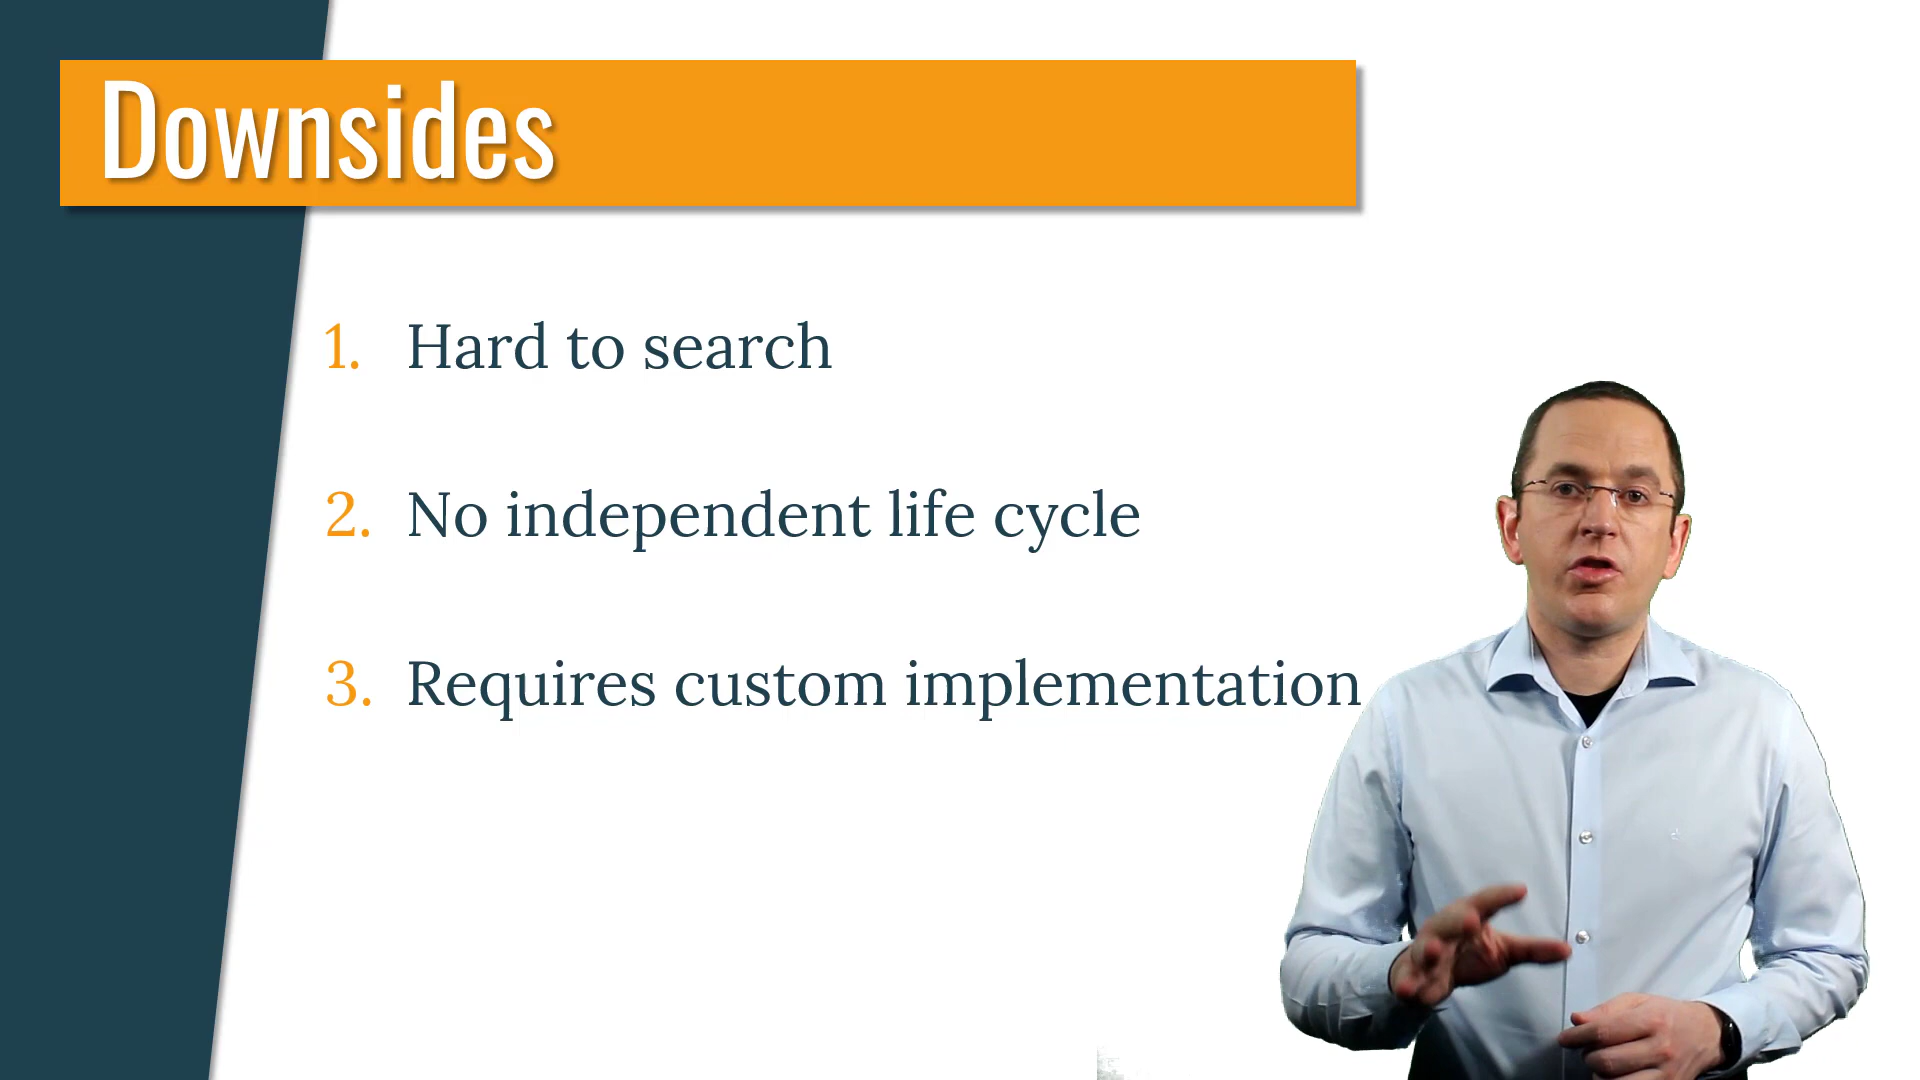 Downsides
1. Hard to search
2. No independent life cycle
3. Requires custom implementation